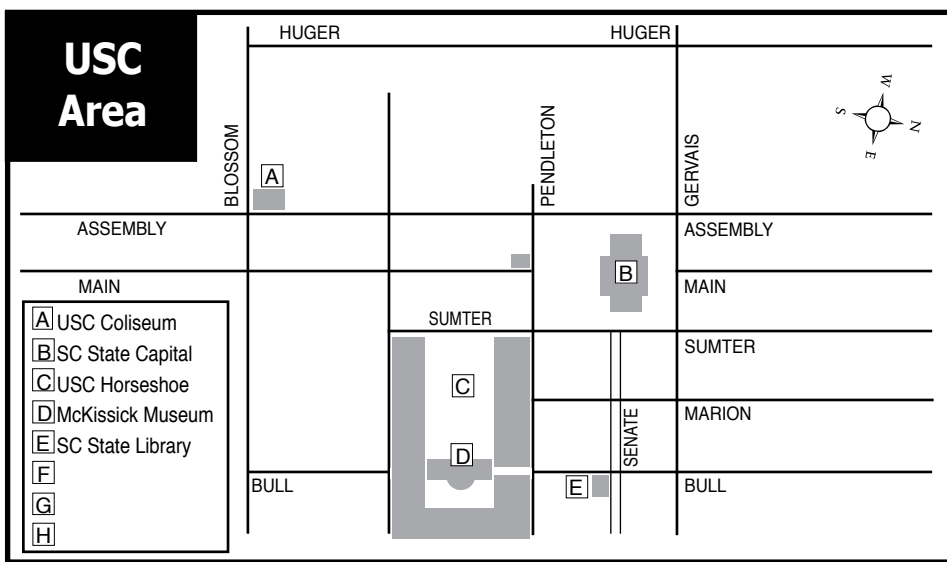 USC
Area
HUGER
HUGER
W
S
N
E
BLOSSOM
PENDLETON
GERVAIS
A
ASSEMBLY
ASSEMBLY
B
MAIN
MAIN
SUMTER
SUMTER
C
MARION
SENATE
D
BULL
E
BULL
A USC Coliseum
B SC State Capital
C USC Horseshoe
D McKissick Museum
E SC State Library
F
G
H